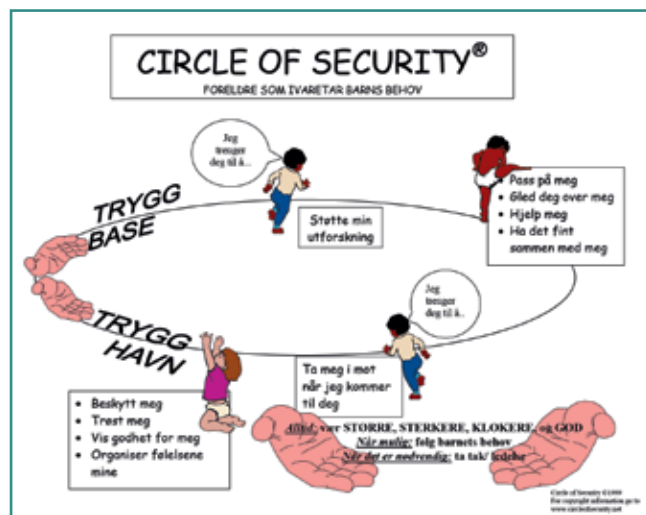 CIRCLE OF SECURITY®
FORELDRE SOM IVARETAR BARNS BEHOV
Jeg
trenger
deg til å...
TRYGG
BASE
Støtte min
utforskning
• Pass på meg
• Gled deg over meg
• Hjelp meg
• Ha det fint
sammen med meg
Jeg
trenger
deg til å..
TRYGG
HAVN
Ta meg i mot
når jeg kommer
til deg
• Beskytt meg
• Trøst meg
• Vis godhet for meg
• Organiser følelsene
mine
Alltid: vær STØRRE, STERKERE, KLOKERE, og GOD
Når mulig: følg barnets behov
Når det er nødvendig: ta tak/ ledelse
Circle of Security ©1998
For copyright information go to
www.circleofsecurity.net